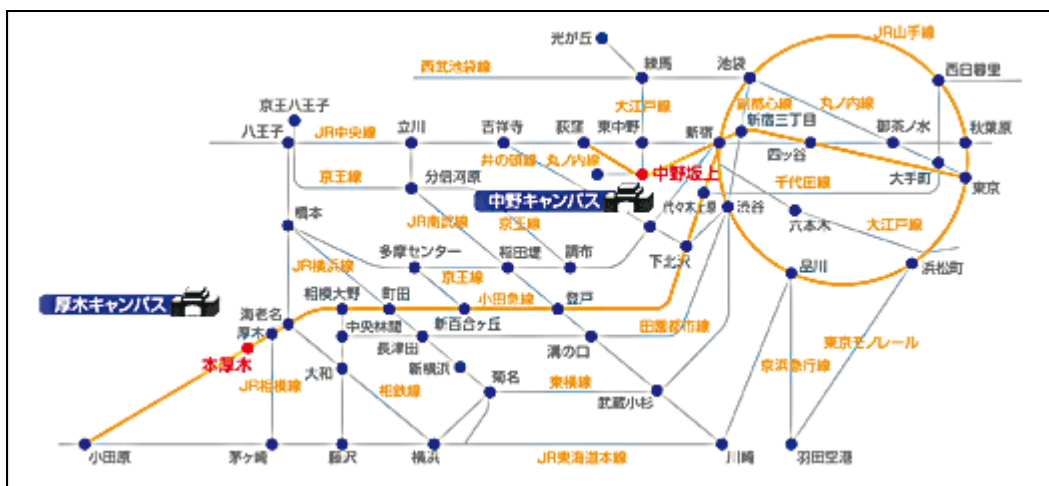 JR山手線
光が丘
西武池袋線
練馬
池袋
西日暮里
京王八王子
大江戸線
副都心線
丸ノ内線
新宿三丁目
八王子
JR中央線
立川
吉祥寺
荻窪
東中野
新宿
御茶ノ水
秋葉原
四ッ谷
井の頭線
丸ノ内線
中野坂上
京王線
分倍河原
千代田線
大手町
東京
中野キャンパス
代々木上原
渋谷
橋本
JR南武線
京王線
六本木
大江戸線
多摩センター
稲田堤
調布
下北沢
品川
浜松町
JR横浜線
京王線
厚木キャンパス
相模大野
町田
小田急線
登戸
海老名
厚木
中央林間
新百合ヶ丘
田園都市線
長津田
溝の口
東京モノレール
本厚木
大和
新横浜
京浜急行線
JR相模線
相鉄線
菊名
東横線
武蔵小杉
小田原
茅ヶ崎
藤沢
横浜
JR東海道本線
川崎
羽田空港